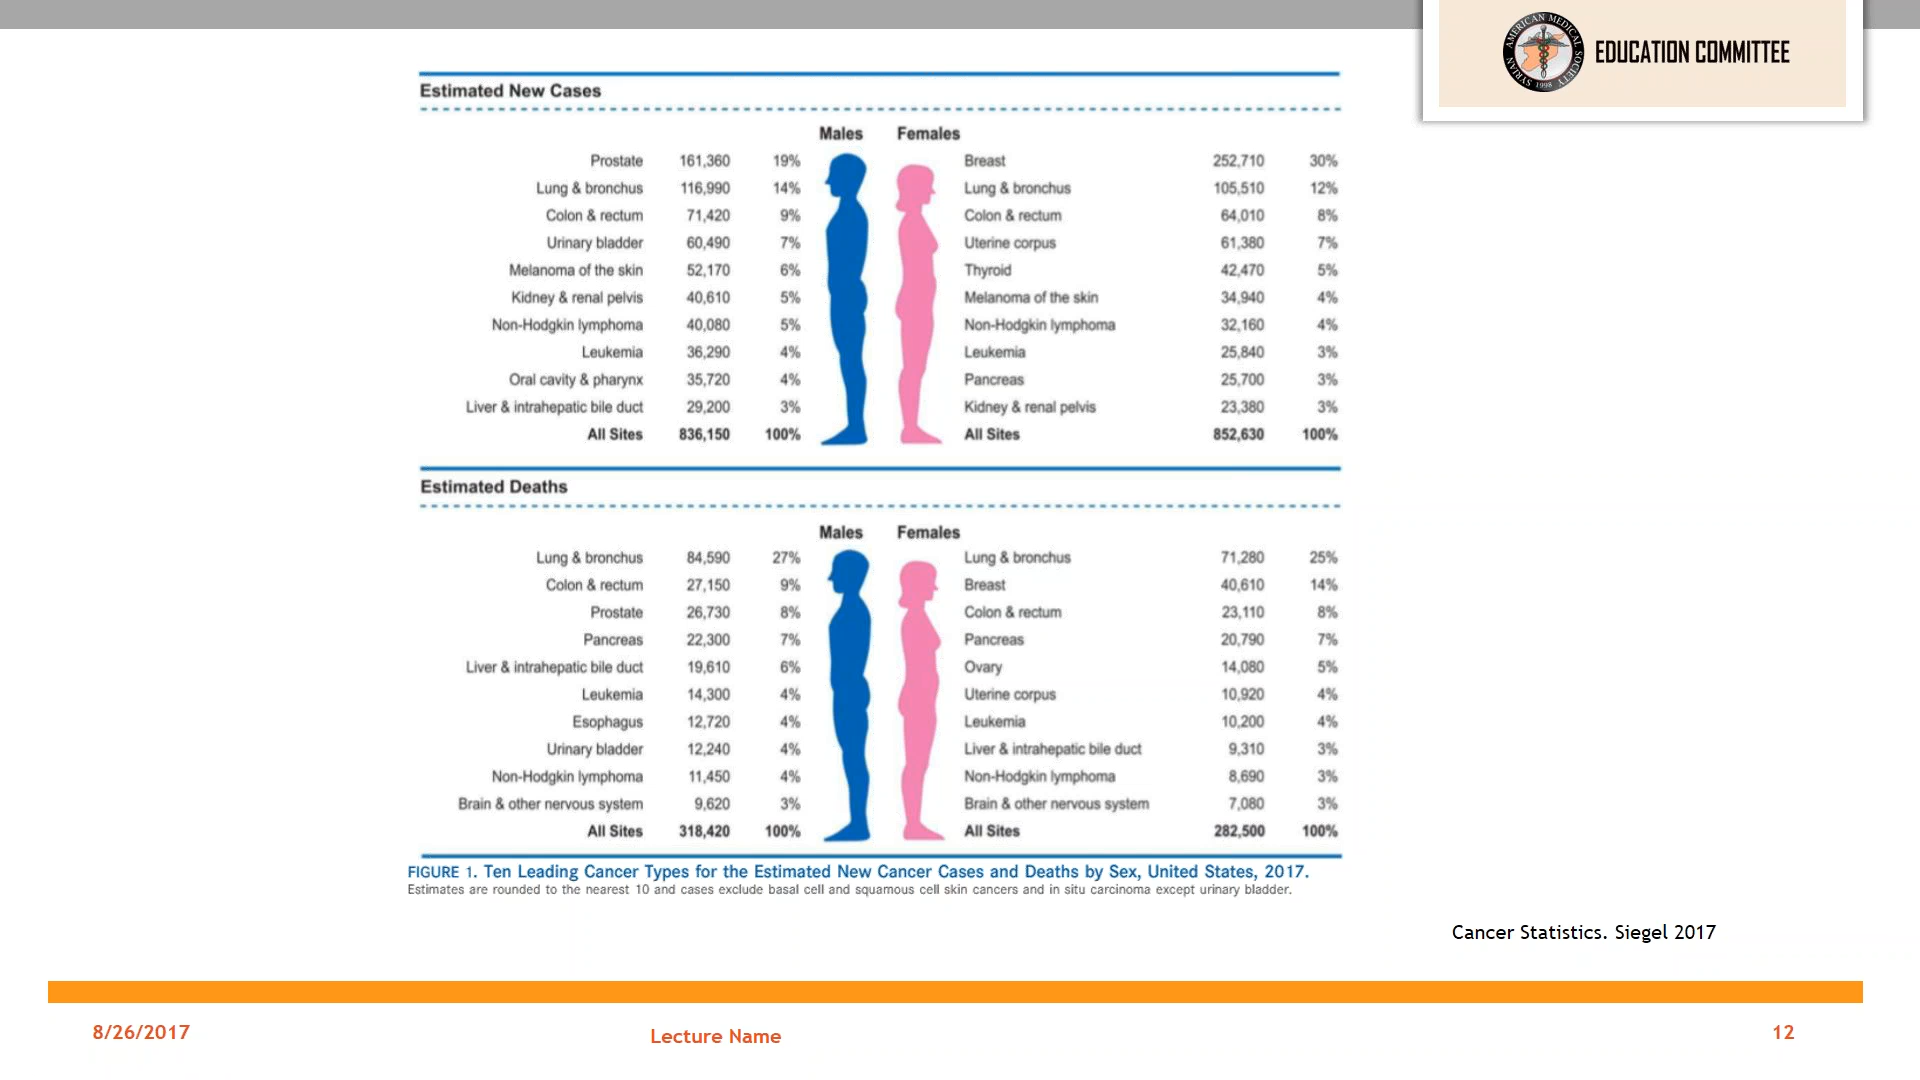 SYRIAN AMERICAN MEDICAL SOCIETY
1998
EDUCATION COMMITTEE
Estimated New Cases
Males Females
Prostate 161,360 19% Breast 252,710 30%
Lung & bronchus 116,990 14% Lung & bronchus 105,510 12%
Colon & rectum 71,420 9% Colon & rectum 64,010 8%
Urinary bladder 60,490 7% Uterine corpus 61,380 7%
Melanoma of the skin 52,170 6% Thyroid 42,470 5%
Kidney & renal pelvis 40,610 5% Melanoma of the skin 34,940 4%
Non-Hodgkin lymphoma 40,080 5% Non-Hodgkin lymphoma 32,160 4%
Leukemia 36,290 4% Leukemia 25,840 3%
Oral cavity & pharynx 35,720 4% Pancreas 25,700 3%
Liver & intrahepatic bile duct 29,200 3% Kidney & renal pelvis 23,380 3%
All Sites 836,150 100% All Sites 852,630 100%
Estimated Deaths
Males Females
Lung & bronchus 84,590 27% Lung & bronchus 71,280 25%
Colon & rectum 27,150 9% Breast 40,610 14%
Prostate 26,730 8% Colon & rectum 23,110 8%
Pancreas 22,300 7% Pancreas 20,790 7%
Liver & intrahepatic bile duct 19,610 6% Ovary 14,080 5%
Leukemia 14,300 4% Uterine corpus 10,920 4%
Esophagus 12,720 4% Leukemia 10,200 4%
Urinary bladder 12,240 4% Liver & intrahepatic bile duct 9,310 3%
Non-Hodgkin lymphoma 11,450 4% Non-Hodgkin lymphoma 8,690 3%
Brain & other nervous system 9,620 3% Brain & other nervous system 7,080 3%
All Sites 318,420 100% All Sites 282,500 100%
FIGURE 1. Ten Leading Cancer Types for the Estimated New Cancer Cases and Deaths by Sex, United States, 2017.
Estimates are rounded to the nearest 10 and cases exclude basal cell and squamous cell skin cancers and in situ carcinoma except urinary bladder.
Cancer Statistics. Siegel 2017
8/26/2017 Lecture Name 12